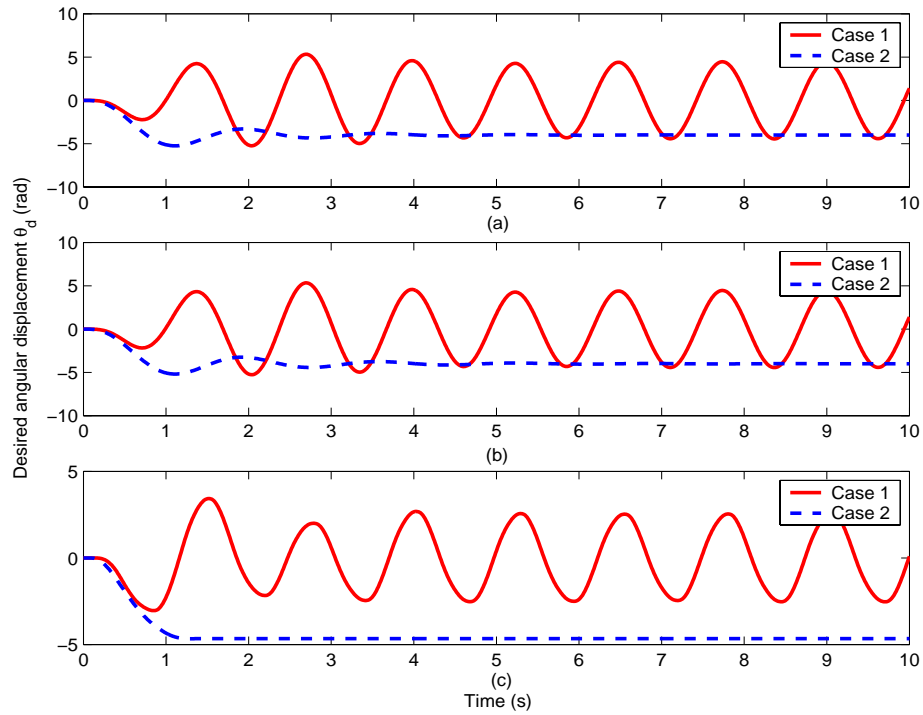 10
5
0
−5
−10
Case 1
Case 2
0 1 2 3 4 5 6 7 8 9 10
(a)
10
5
0
−5
−10
Case 1
Case 2
0 1 2 3 4 5 6 7 8 9 10
(b)
5
0
−5
Case 1
Case 2
0 1 2 3 4 5 6 7 8 9 10
(c)
Time (s)
Desired angular displacement θ_d (rad)